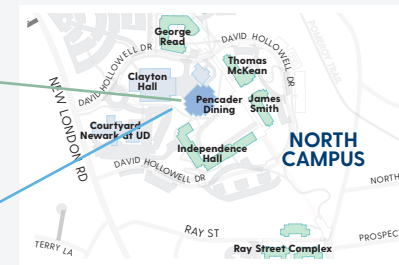 George
Read
DAVID HOLLOWELL DR
Thomas
McKean
DAVID HOLLOWELL DR
Clayton
Hall
NEW LONDON RD
Pencader
Dining
James
Smith
Courtyard
Newark at UD
Independence
Hall
NORTH
CAMPUS
DAVID HOLLOWELL DR
NORTH
RAY ST
PROSPECT
TERRY LA
Ray Street Complex